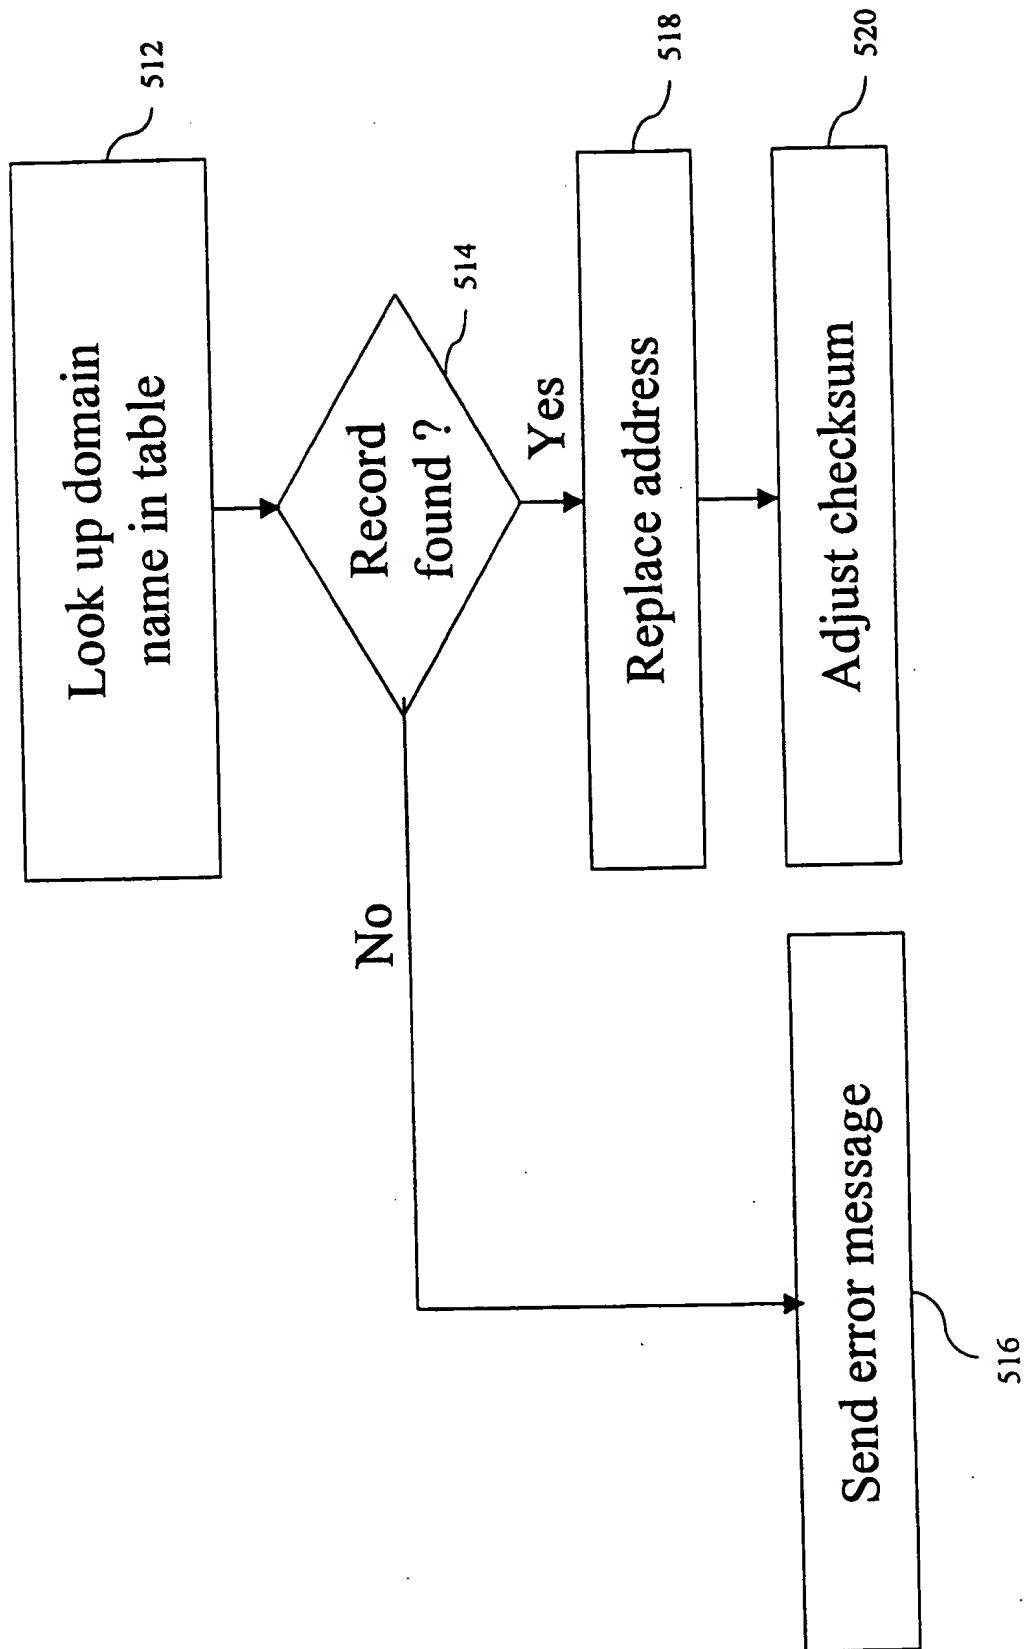 Look up domain
name in table
512
Record
found ?
514
No
Yes
Replace address
518
Adjust checksum
520
Send error message
516